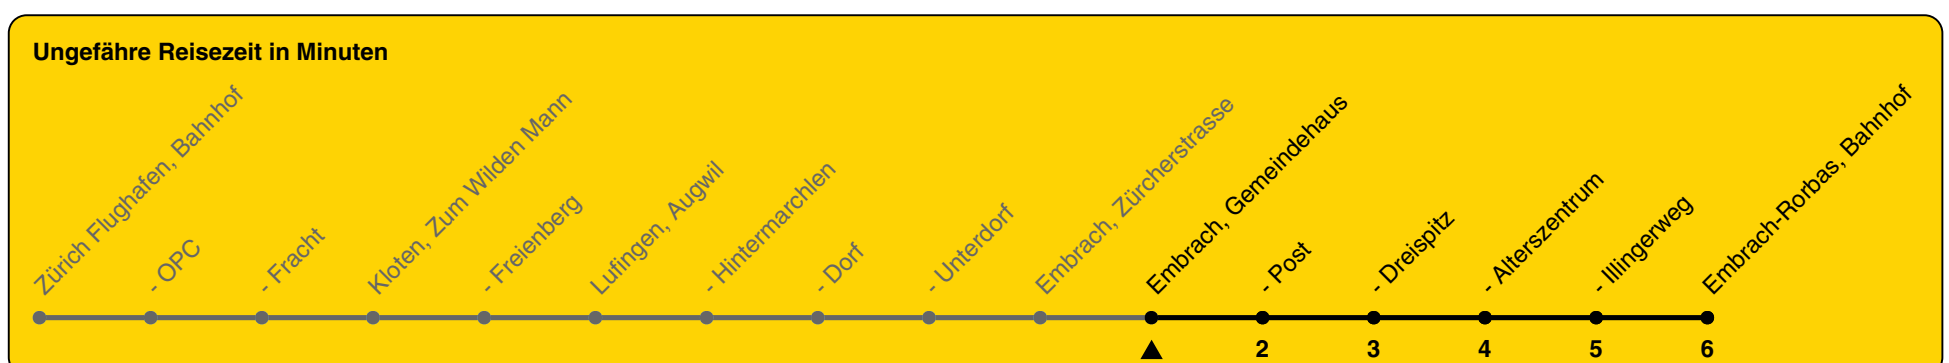 Ungefähre Reisezeit in Minuten
Zürich Flughafen, Bahnhof
- OPC
- Fracht
Kloten, Zum Wilden Mann
- Freienberg
Lufingen, Augwil
- Hintermarchlen
- Dorf
- Unterdorf
Embrach, Zürcherstrasse
Embrach, Gemeindehaus
- Post
- Dreispitz
- Alterszentrum
- Illingerweg
Embrach-Rorbas, Bahnhof
2 3 4 5 6